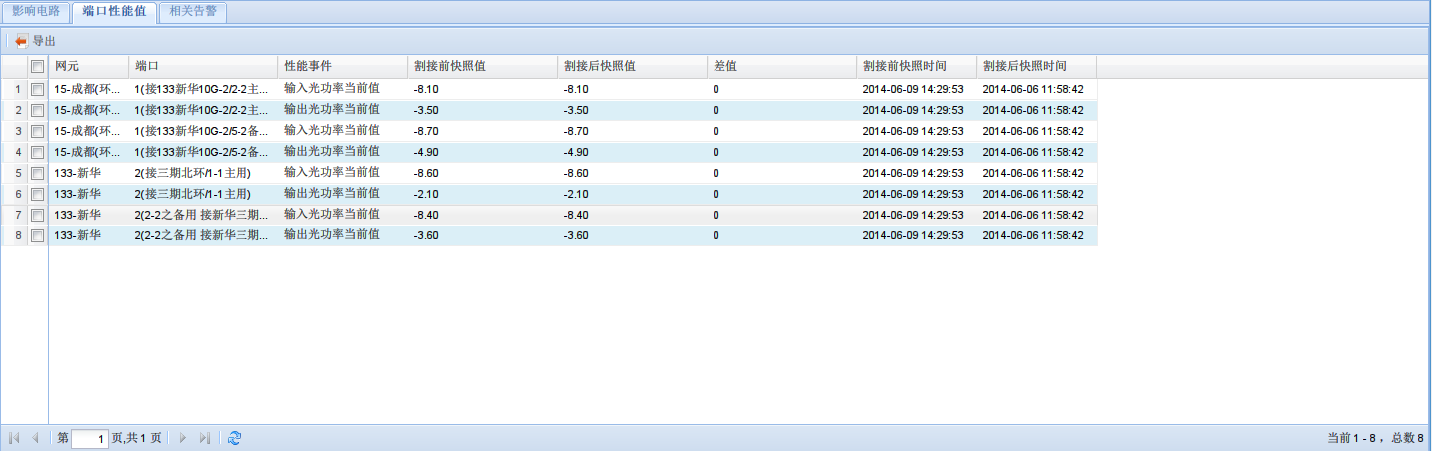 影响电路 端口性能值 相关告警
导出
网元 端口 性能事件 割接前快照值 割接后快照值 差值 割接前快照时间 割接后快照时间
1 15-成都(环... 1(接133新华10G-2/2-2主... 输入光功率当前值 -8.10 -8.10 0 2014-06-09 14:29:53 2014-06-06 11:58:42
2 15-成都(环... 1(接133新华10G-2/2-2主... 输出光功率当前值 -3.50 -3.50 0 2014-06-09 14:29:53 2014-06-06 11:58:42
3 15-成都(环... 1(接133新华10G-2/5-2备... 输入光功率当前值 -8.70 -8.70 0 2014-06-09 14:29:53 2014-06-06 11:58:42
4 15-成都(环... 1(接133新华10G-2/5-2备... 输出光功率当前值 -4.90 -4.90 0 2014-06-09 14:29:53 2014-06-06 11:58:42
5 133-新华 2(接三期北环/1-1主用) 输入光功率当前值 -8.60 -8.60 0 2014-06-09 14:29:53 2014-06-06 11:58:42
6 133-新华 2(接三期北环/1-1主用) 输出光功率当前值 -2.10 -2.10 0 2014-06-09 14:29:53 2014-06-06 11:58:42
7 133-新华 2(2-2之备用 接新华三期... 输入光功率当前值 -8.40 -8.40 0 2014-06-09 14:29:53 2014-06-06 11:58:42
8 133-新华 2(2-2之备用 接新华三期... 输出光功率当前值 -3.60 -3.60 0 2014-06-09 14:29:53 2014-06-06 11:58:42
第 1 页,共 1 页 当前 1 - 8 ，总数 8